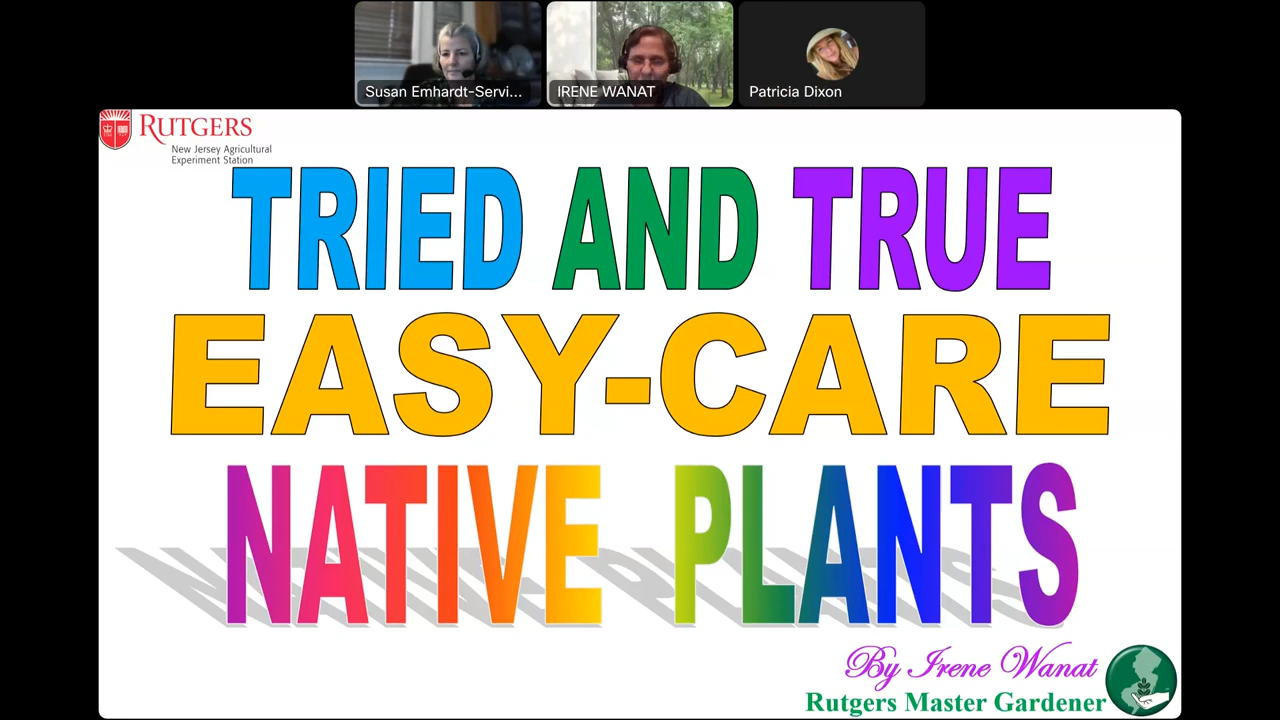 Susan Emhardt-Servi...
IRENE WANAT
Patricia Dixon
RUTGERS
New Jersey Agricultural
Experiment Station
TRIED AND TRUE
EASY-CARE
NATIVE PLANTS
By Irene Wanat
Rutgers Master Gardener